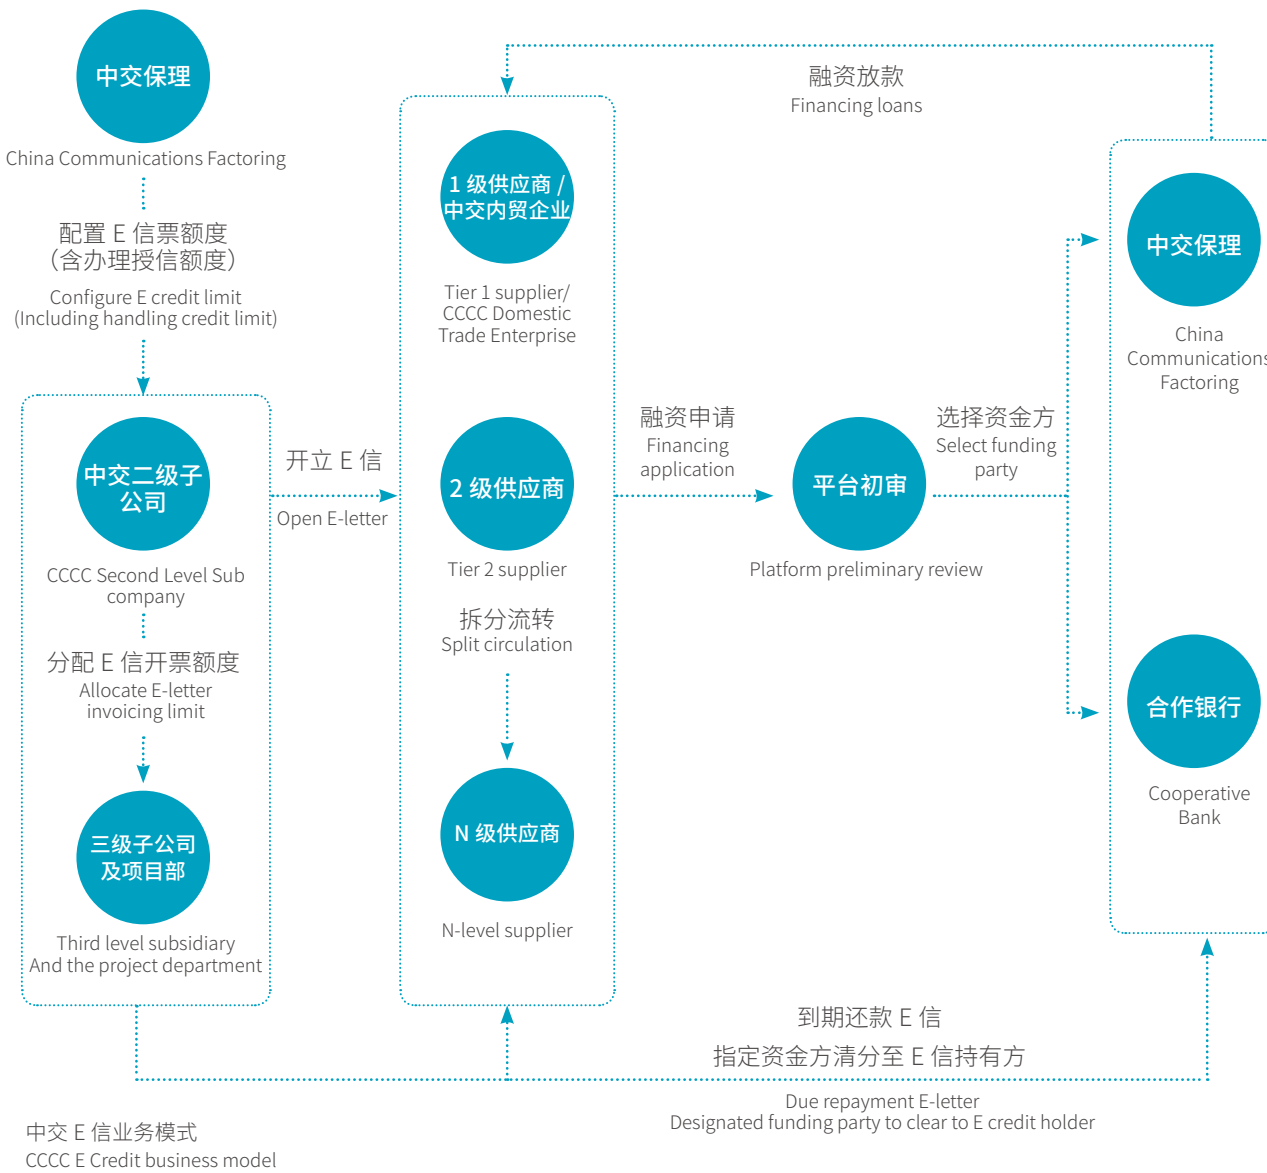 中交保理
China Communications Factoring
配置 E 信票额度
（含办理授信额度）
Configure E credit limit
(Including handling credit limit)
中交二级子
公司
CCCC Second Level Sub
company
分配 E 信开票额度
Allocate E-letter
invoicing limit
三级子公司
及项目部
Third level subsidiary
And the project department
开立 E 信
Open E-letter
1 级供应商 /
中交内贸企业
Tier 1 supplier/
CCCC Domestic
Trade Enterprise
2 级供应商
Tier 2 supplier
拆分流转
Split circulation
N 级供应商
N-level supplier
融资申请
Financing
application
平台初审
Platform preliminary review
选择资金方
Select funding
party
融资放款
Financing loans
中交保理
China
Communications
Factoring
合作银行
Cooperative
Bank
到期还款 E 信
指定资金方清分至 E 信持有方
Due repayment E-letter
Designated funding party to clear to E credit holder
中交 E 信业务模式
CCCC E Credit business model